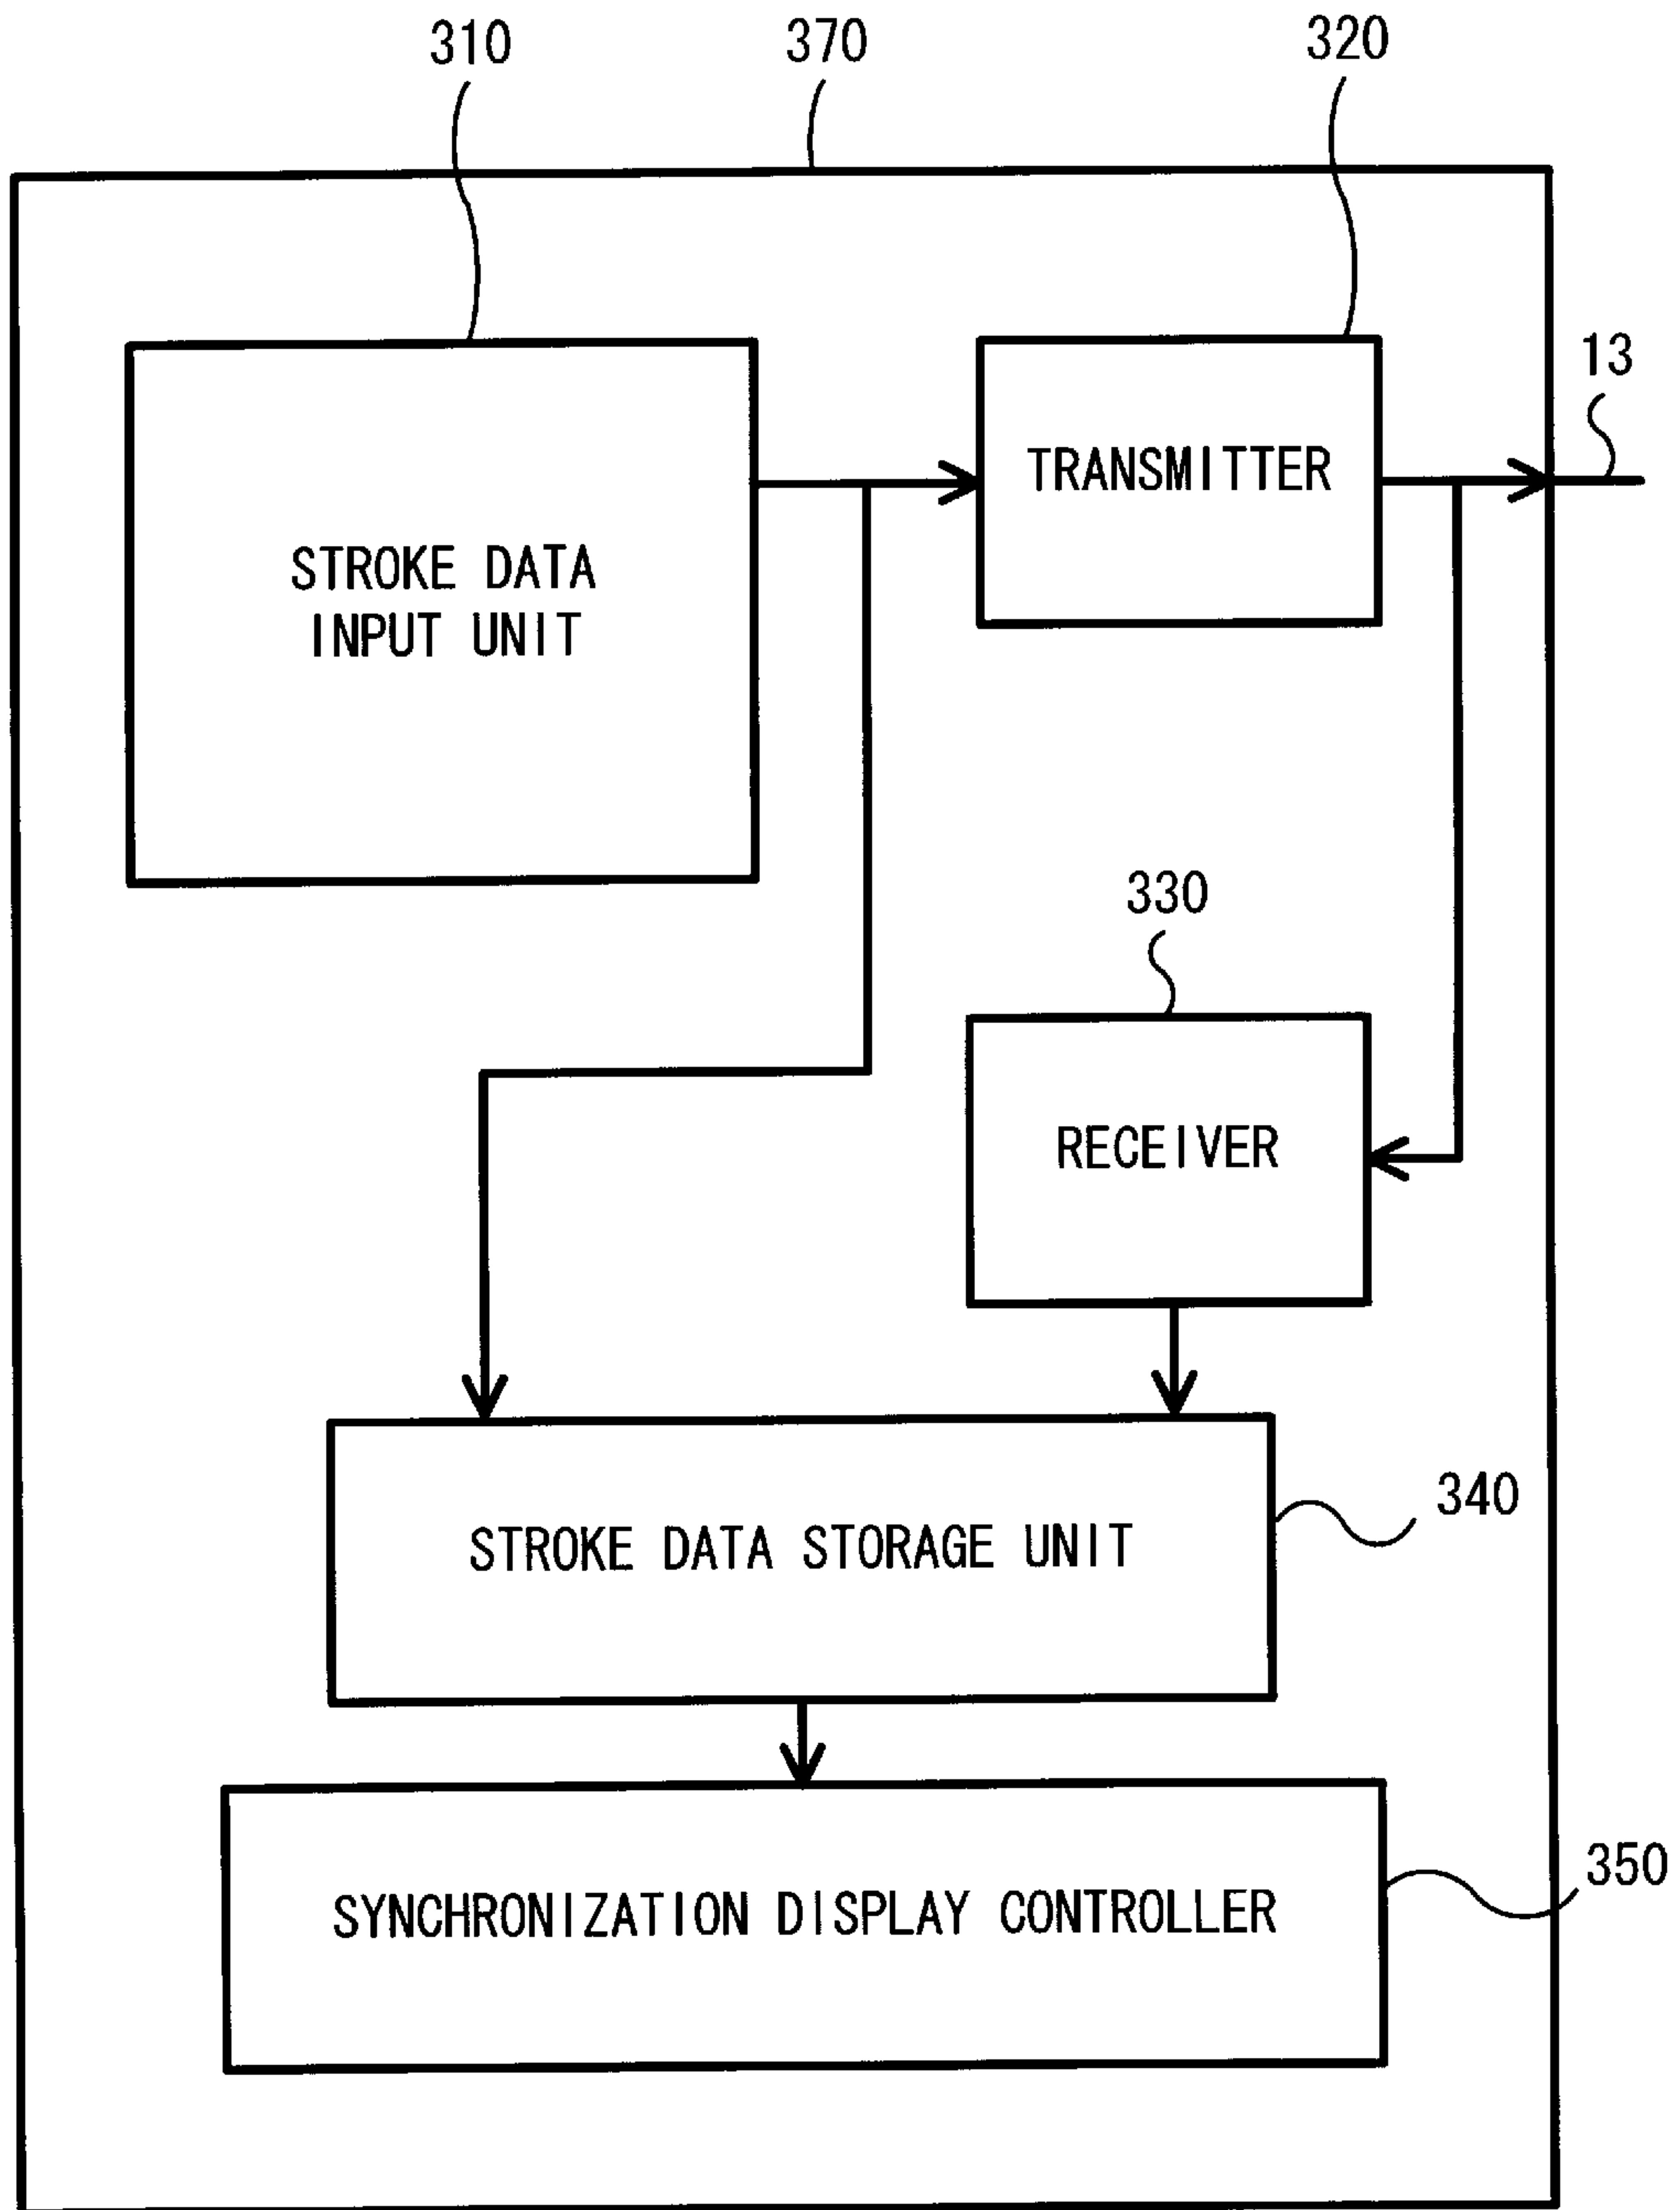 310
370
320
13
STROKE DATA
INPUT UNIT
TRANSMITTER
330
RECEIVER
340
STROKE DATA STORAGE UNIT
350
SYNCHRONIZATION DISPLAY CONTROLLER